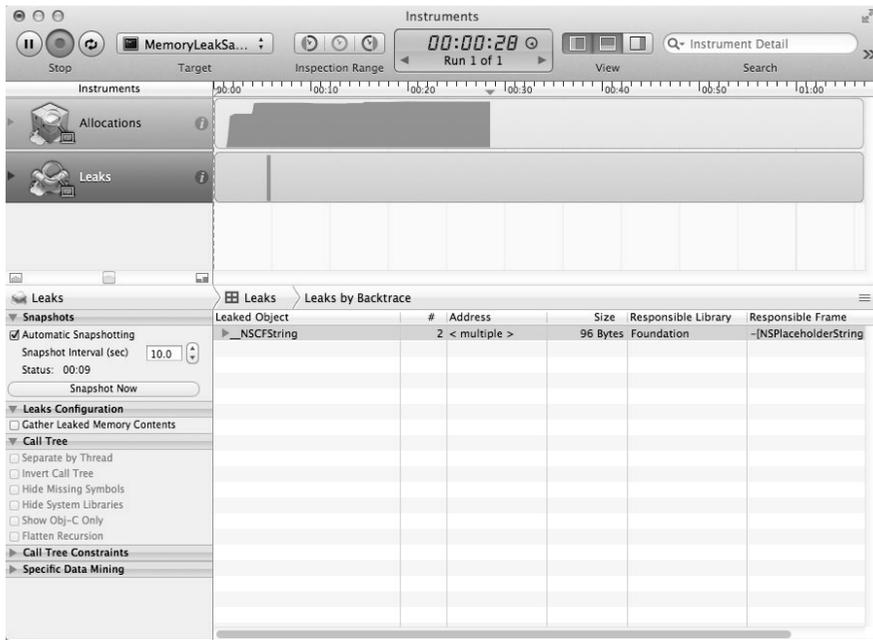 Instruments
MemoryLeakSa...
00:00:28
Run 1 of 1
Instrument Detail
Stop
Target
Inspection Range
View
Search
Instruments
00:00
00:10
00:20
00:30
00:40
00:50
01:00
Allocations
Leaks
Leaks
Leaks
Leaks by Backtrace
Snapshots
Leaked Object # Address Size Responsible Library Responsible Frame
Automatic Snapshotting
__NSCFString 2 < multiple > 96 Bytes Foundation -[NSPlaceholderString
Snapshot Interval (sec) 10.0
Status: 00:09
Snapshot Now
Leaks Configuration
Gather Leaked Memory Contents
Call Tree
Separate by Thread
Invert Call Tree
Hide Missing Symbols
Hide System Libraries
Show Obj-C Only
Flatten Recursion
Call Tree Constraints
Specific Data Mining